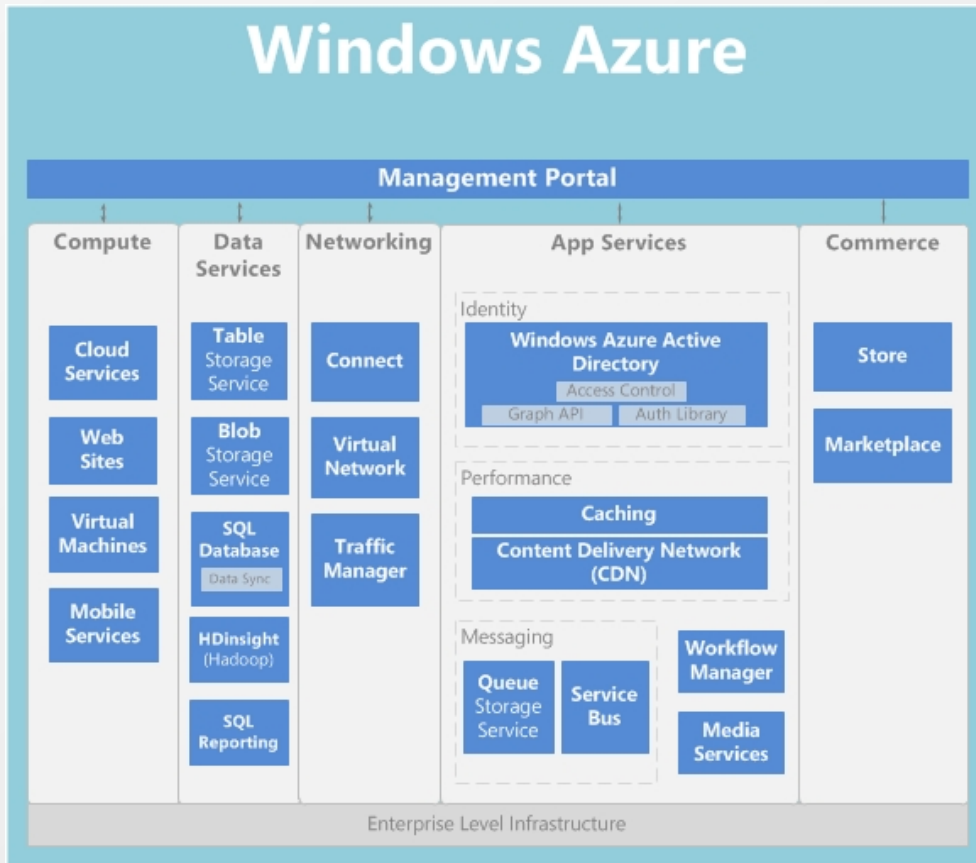 Windows Azure
Management Portal
Compute
Cloud
Services
Web
Sites
Virtual
Machines
Mobile
Services
Data
Services
Table
Storage
Service
Blob
Storage
Service
SQL
Database
Data Sync
HDinsight
(Hadoop)
SQL
Reporting
Networking
Connect
Virtual
Network
Traffic
Manager
App Services
Identity
Windows Azure Active
Directory
Access Control
Graph API
Auth Library
Performance
Caching
Content Delivery Network
(CDN)
Messaging
Queue
Storage
Service
Service
Bus
Workflow
Manager
Media
Services
Commerce
Store
Marketplace
Enterprise Level Infrastructure